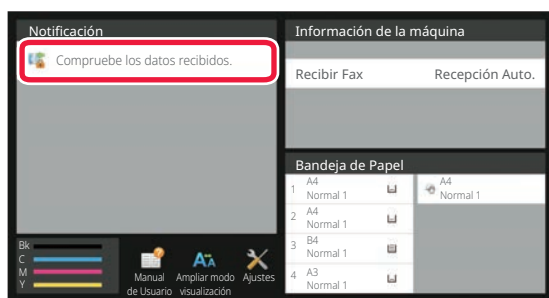 Notificación
Compruebe los datos recibidos.
Información de la máquina
Recibir Fax Recepción Auto.
Bandeja de Papel
1 A4
Normal 1
2 A4
Normal 1
3 B4
Normal 1
4 A3
Normal 1
A4
Normal 1
Bk
C
M
Y
Manual
de Usuario
Ampliar modo
visualización
Ajustes